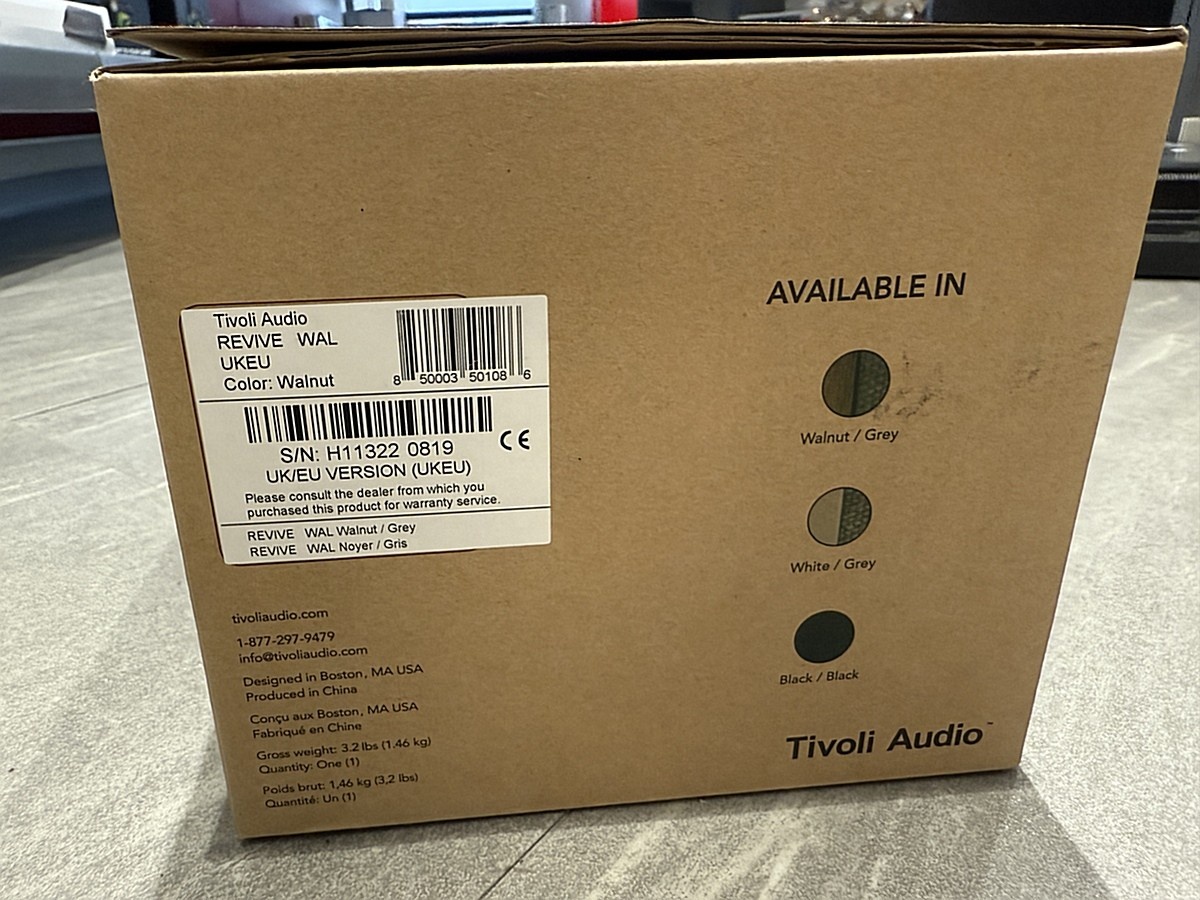 Tivoli Audio
REVIVE WAL
UKEU
Color: Walnut
8 50003 50108 6
S/N: H11322 0819
CE
UK/EU VERSION (UKEU)
Please consult the dealer from which you
purchased this product for warranty service.
REVIVE WAL Walnut / Grey
REVIVE WAL Noyer / Gris
tivoliaudio.com
1-877-297-9479
info@tivoliaudio.com
Designed in Boston, MA USA
Produced in China
Conçu aux Boston, MA USA
Fabriqué en Chine
Gross weight: 3.2 lbs (1.46 kg)
Quantity: One (1)
Poids brut: 1,46 kg (3,2 lbs)
Quantité: Un (1)
AVAILABLE IN
Walnut / Grey
White / Grey
Black / Black
Tivoli Audio